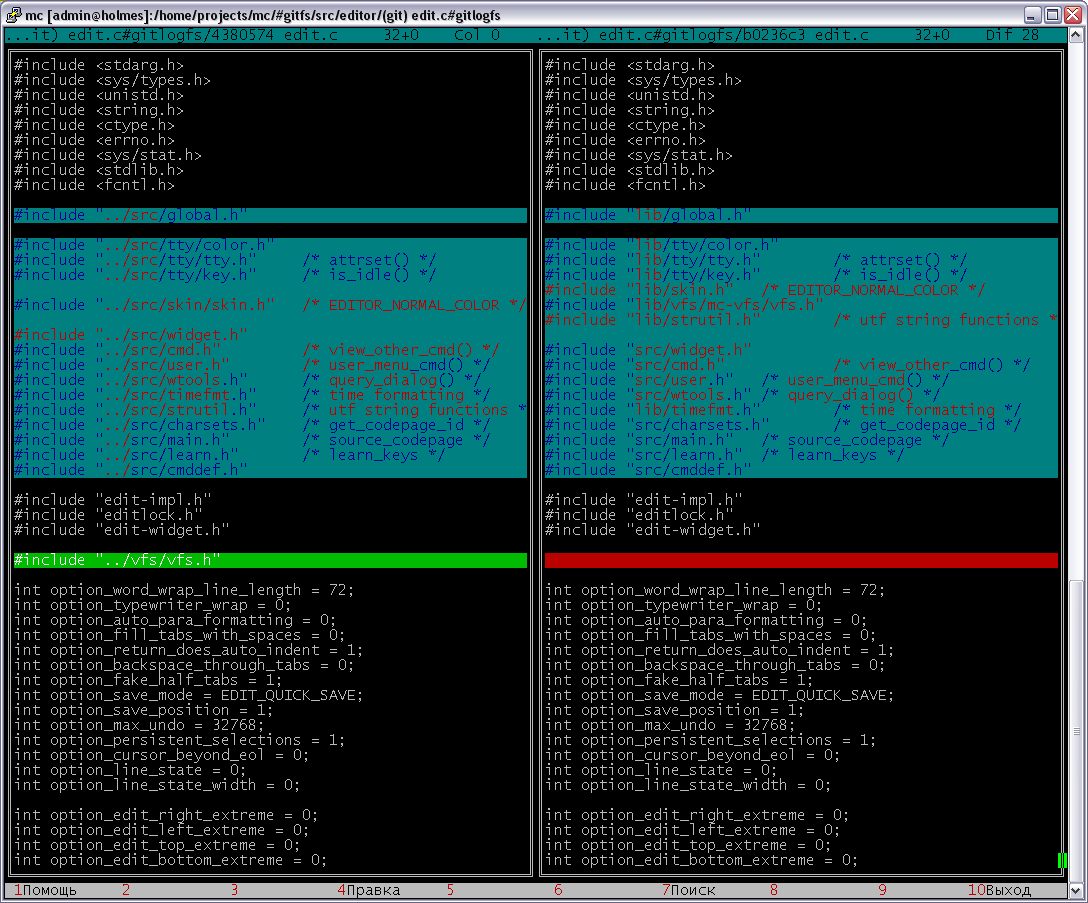 mc [admin@holmes]:/home/projects/mc/#gitfs/src/editor/(git) edit.c#gitlogfs
...it) edit.c#gitlogfs/4380574 edit.c 32+0 Col 0
#include <stdarg.h>
#include <sys/types.h>
#include <unistd.h>
#include <string.h>
#include <ctype.h>
#include <errno.h>
#include <sys/stat.h>
#include <stdlib.h>
#include <fcntl.h>
#include "../src/global.h"
#include "../src/tty/color.h"
#include "../src/tty/tty.h" /* attrset() */
#include "../src/tty/key.h" /* is_idle() */
#include "../src/skin/skin.h" /* EDITOR_NORMAL_COLOR */
#include "../src/widget.h"
#include "../src/cmd.h" /* view_other_cmd() */
#include "../src/user.h" /* user_menu_cmd() */
#include "../src/wtools.h" /* query_dialog() */
#include "../src/timefmt.h" /* time formatting */
#include "../src/strutil.h" /* utf string functions *
#include "../src/charsets.h" /* get_codepage_id */
#include "../src/main.h" /* source_codepage */
#include "../src/learn.h" /* learn_keys */
#include "../src/cmddef.h"
#include "edit-impl.h"
#include "editlock.h"
#include "edit-widget.h"
#include "../vfs/vfs.h"
int option_word_wrap_line_length = 72;
int option_typewriter_wrap = 0;
int option_auto_para_formatting = 0;
int option_fill_tabs_with_spaces = 0;
int option_return_does_auto_indent = 1;
int option_backspace_through_tabs = 0;
int option_fake_half_tabs = 1;
int option_save_mode = EDIT_QUICK_SAVE;
int option_save_position = 1;
int option_max_undo = 32768;
int option_persistent_selections = 1;
int option_cursor_beyond_eol = 0;
int option_line_state = 0;
int option_line_state_width = 0;
int option_edit_right_extreme = 0;
int option_edit_left_extreme = 0;
int option_edit_top_extreme = 0;
int option_edit_bottom_extreme = 0;
...it) edit.c#gitlogfs/b0236c3 edit.c 32+0 Dif 28
#include <stdarg.h>
#include <sys/types.h>
#include <unistd.h>
#include <string.h>
#include <ctype.h>
#include <errno.h>
#include <sys/stat.h>
#include <stdlib.h>
#include <fcntl.h>
#include "lib/global.h"
#include "lib/tty/color.h"
#include "lib/tty/tty.h" /* attrset() */
#include "lib/tty/key.h" /* is_idle() */
#include "lib/skin.h" /* EDITOR_NORMAL_COLOR */
#include "lib/vfs/mc-vfs/vfs.h"
#include "lib/strutil.h" /* utf string functions *
#include "src/widget.h"
#include "src/cmd.h" /* view_other_cmd() */
#include "src/user.h" /* user_menu_cmd() */
#include "src/wtools.h" /* query_dialog() */
#include "lib/timefmt.h" /* time formatting */
#include "src/charsets.h" /* get_codepage_id */
#include "src/main.h" /* source_codepage */
#include "src/learn.h" /* learn_keys */
#include "src/cmddef.h"
#include "edit-impl.h"
#include "editlock.h"
#include "edit-widget.h"
int option_word_wrap_line_length = 72;
int option_typewriter_wrap = 0;
int option_auto_para_formatting = 0;
int option_fill_tabs_with_spaces = 0;
int option_return_does_auto_indent = 1;
int option_backspace_through_tabs = 0;
int option_fake_half_tabs = 1;
int option_save_mode = EDIT_QUICK_SAVE;
int option_save_position = 1;
int option_max_undo = 32768;
int option_persistent_selections = 1;
int option_cursor_beyond_eol = 0;
int option_line_state = 0;
int option_line_state_width = 0;
int option_edit_right_extreme = 0;
int option_edit_left_extreme = 0;
int option_edit_top_extreme = 0;
int option_edit_bottom_extreme = 0;
1Помощь 2 3 4Правка 5 6 7Поиск 8 9 10Выход